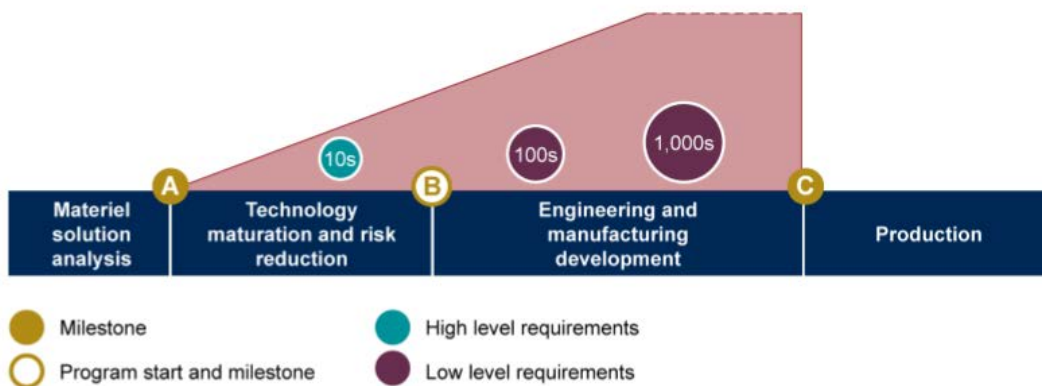 10s
100s
1,000s
A
B
C
Materiel
solution
analysis
Technology
maturation and risk
reduction
Engineering and
manufacturing
development
Production
Milestone
High level requirements
Program start and milestone
Low level requirements